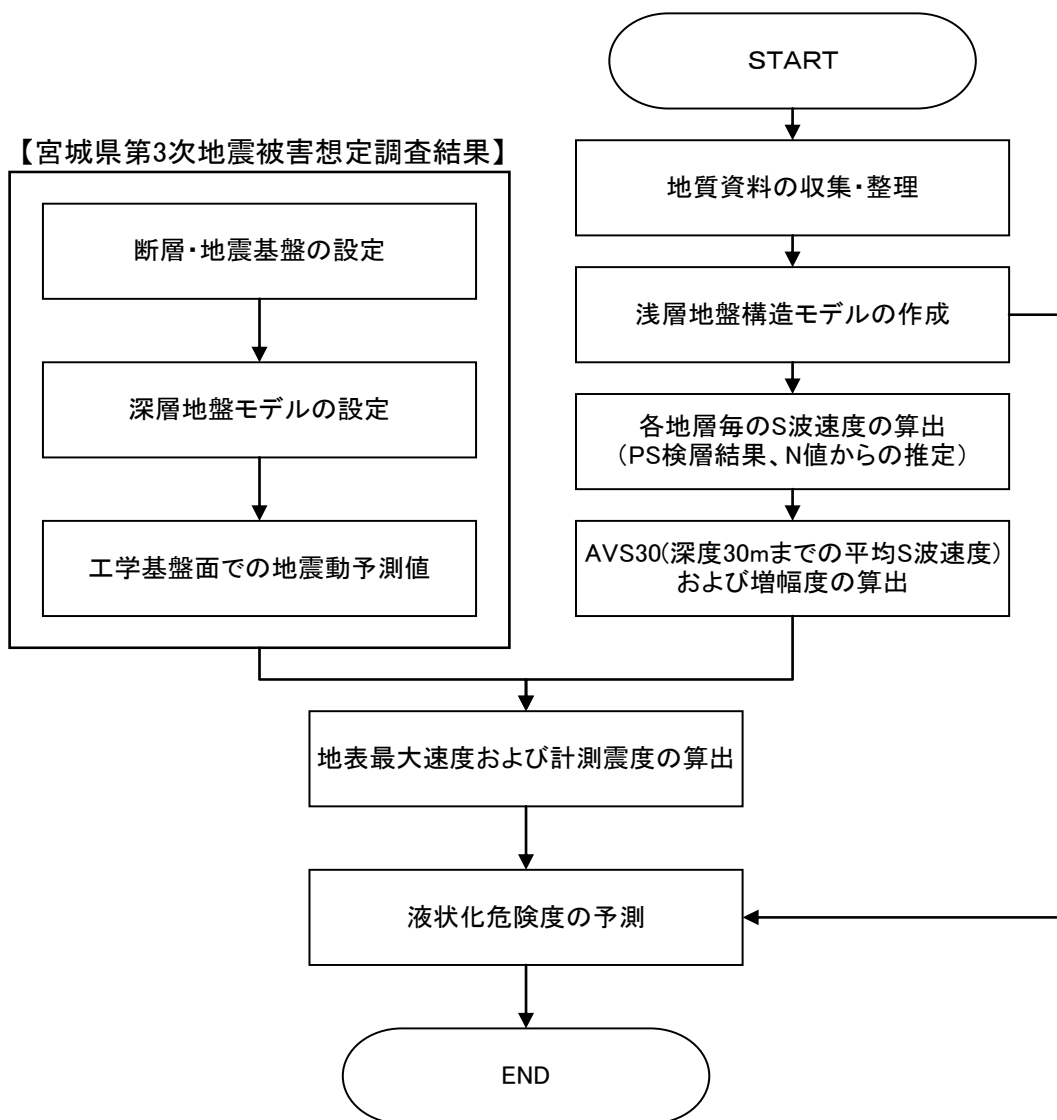 START
【宮城県第3次地震被害想定調査結果】
地質資料の収集・整理
断層・地震基盤の設定
浅層地盤構造モデルの作成
深層地盤モデルの設定
各地層毎のS波速度の算出
(PS検層結果、N値からの推定)
工学基盤面での地震動予測値
AVS30(深度30mまでの平均S波速度)
および増幅度の算出
地表最大速度および計測震度の算出
液状化危険度の予測
END